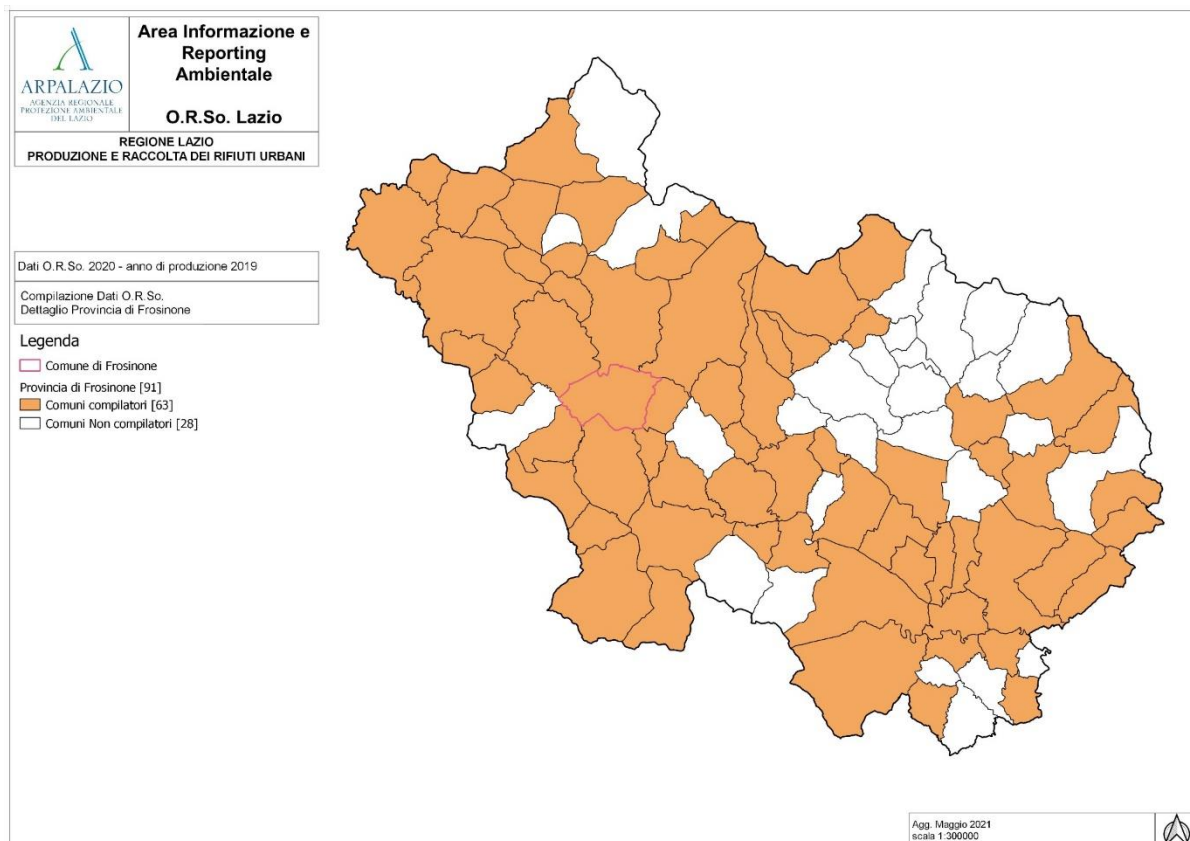 ARPALAZIO
AGENZIA REGIONALE
PROTEZIONE AMBIENTALE
DEL LAZIO
Area Informazione e
Reporting
Ambientale
O.R.So. Lazio
REGIONE LAZIO
PRODUZIONE E RACCOLTA DEI RIFIUTI URBANI
Dati O.R.So. 2020 - anno di produzione 2019
Compilazione Dati O.R.So.
Dettaglio Provincia di Frosinone
Legenda
Comune di Frosinone
Provincia di Frosinone [91]
Comuni compilatori [63]
Comuni Non compilatori [28]
Agg. Maggio 2021
scala 1:300000